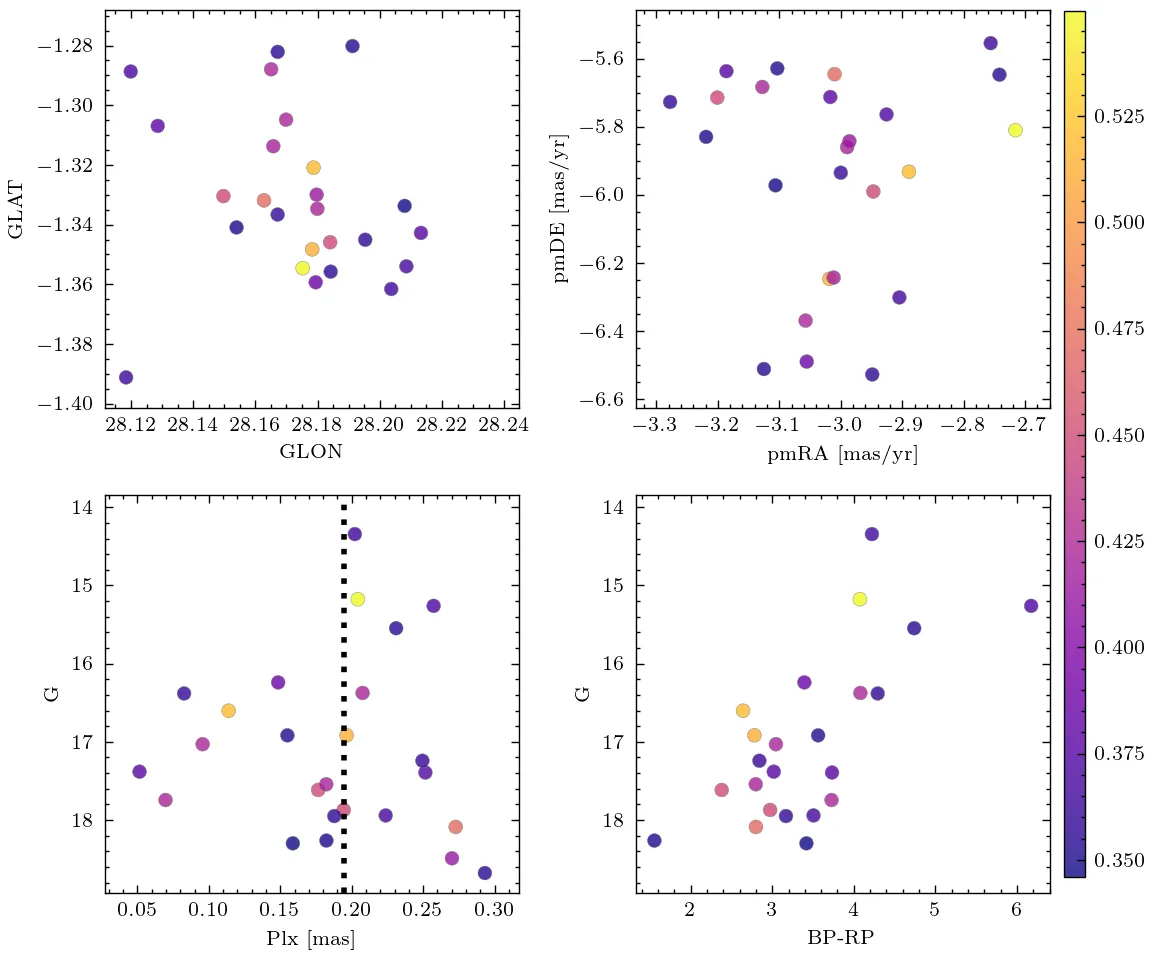 −1.28
−1.30
−1.32
−1.34
−1.36
−1.38
−1.40
GLAT
28.12 28.14 28.16 28.18 28.20 28.22 28.24
GLON
−5.6
−5.8
−6.0
−6.2
−6.4
−6.6
pmDE [mas/yr]
−3.3 −3.2 −3.1 −3.0 −2.9 −2.8 −2.7
pmRA [mas/yr]
0.525
0.500
0.475
0.450
0.425
0.400
0.375
0.350
14
15
16
17
18
G
0.05 0.10 0.15 0.20 0.25 0.30
Plx [mas]
14
15
16
17
18
G
2 3 4 5 6
BP-RP